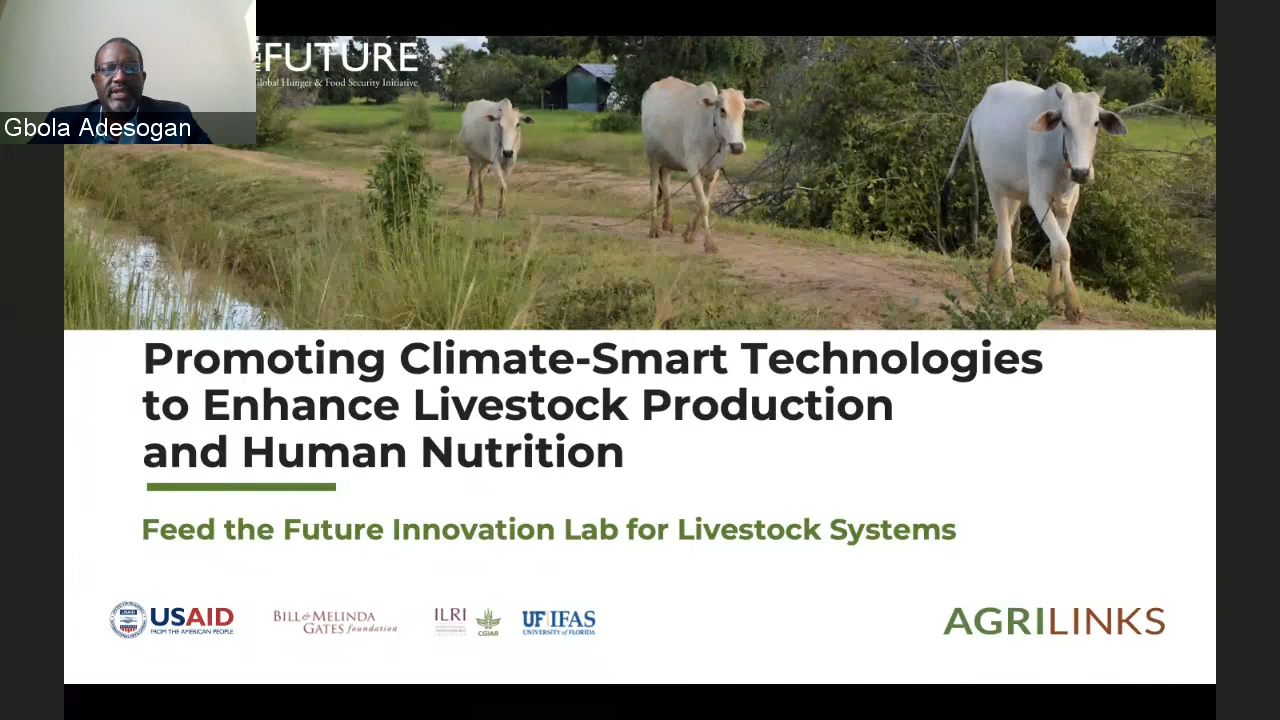 FUTURE
Global Hunger & Food Security Initiative
Gbola Adesogan
Promoting Climate-Smart Technologies
to Enhance Livestock Production
and Human Nutrition
Feed the Future Innovation Lab for Livestock Systems
USAID
FROM THE AMERICAN PEOPLE
BILL & MELINDA
GATES foundation
ILRI
CGIAR
UF IFAS
UNIVERSITY of FLORIDA
AGRILINKS